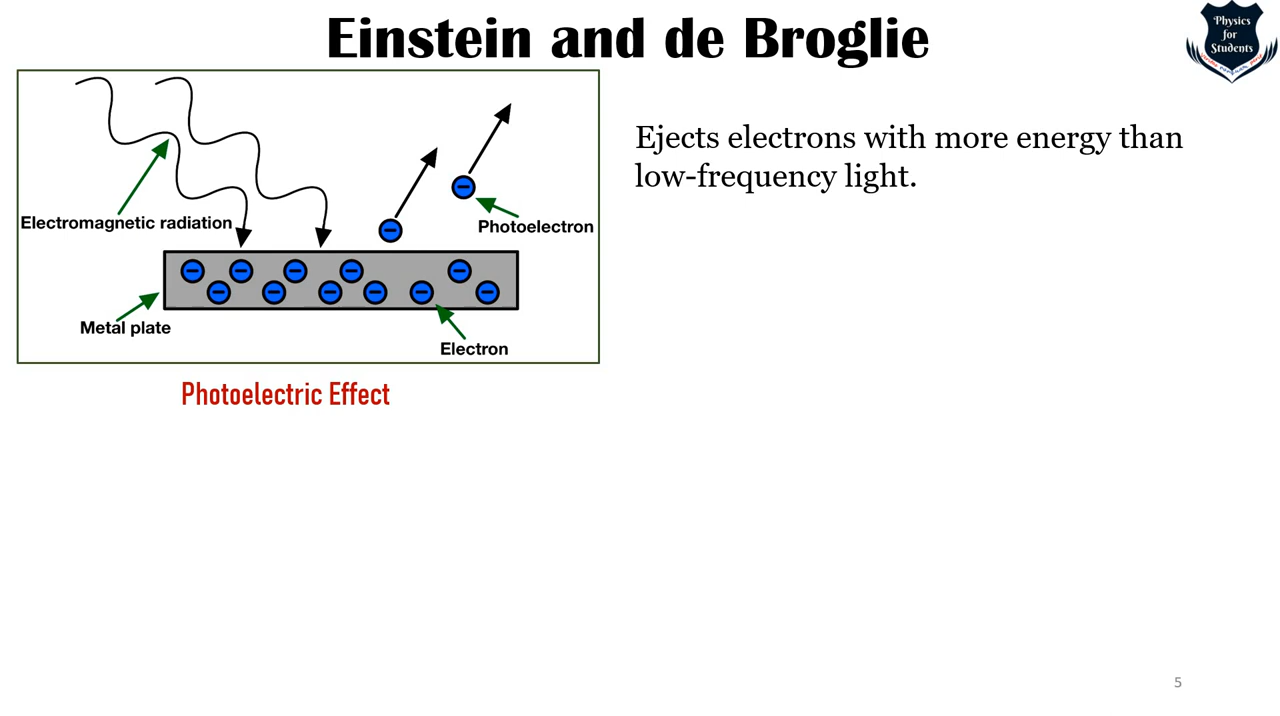 Einstein and de Broglie
Physics
for
Students
Ejects electrons with more energy than
low-frequency light.
Electromagnetic radiation
Photoelectron
Metal plate
Electron
Photoelectric Effect
5